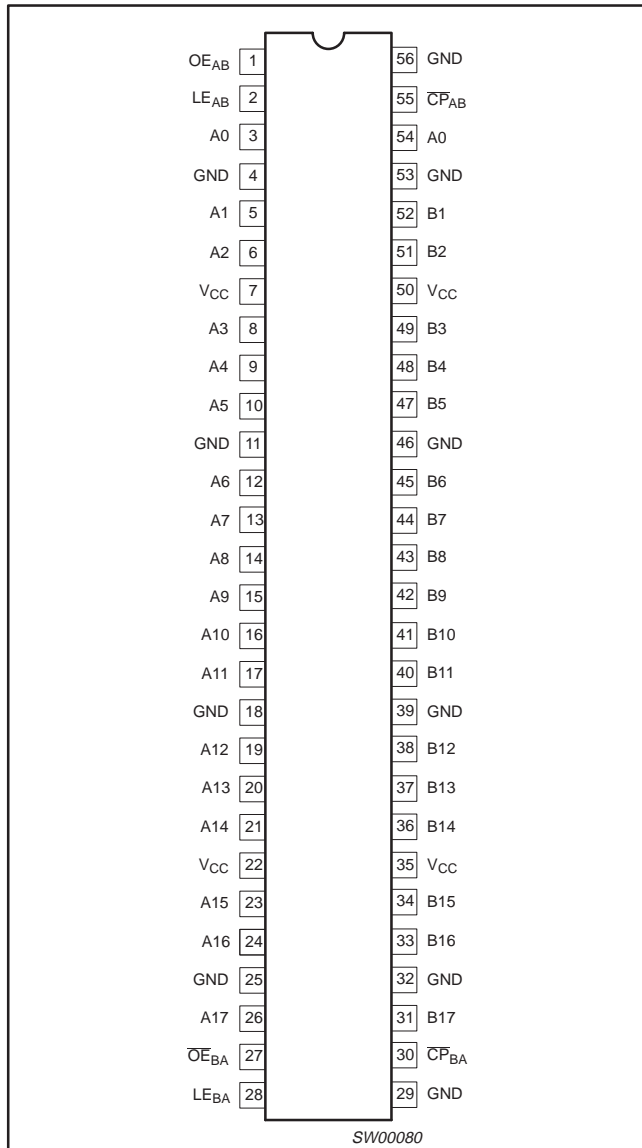 OEAB 1 56 GND
LEAB 2 55 C̅P̅AB
A0 3 54 A0
GND 4 53 GND
A1 5 52 B1
A2 6 51 B2
VCC 7 50 VCC
A3 8 49 B3
A4 9 48 B4
A5 10 47 B5
GND 11 46 GND
A6 12 45 B6
A7 13 44 B7
A8 14 43 B8
A9 15 42 B9
A10 16 41 B10
A11 17 40 B11
GND 18 39 GND
A12 19 38 B12
A13 20 37 B13
A14 21 36 B14
VCC 22 35 VCC
A15 23 34 B15
A16 24 33 B16
GND 25 32 GND
A17 26 31 B17
O̅E̅BA 27 30 C̅P̅BA
LEBA 28 29 GND
SW00080